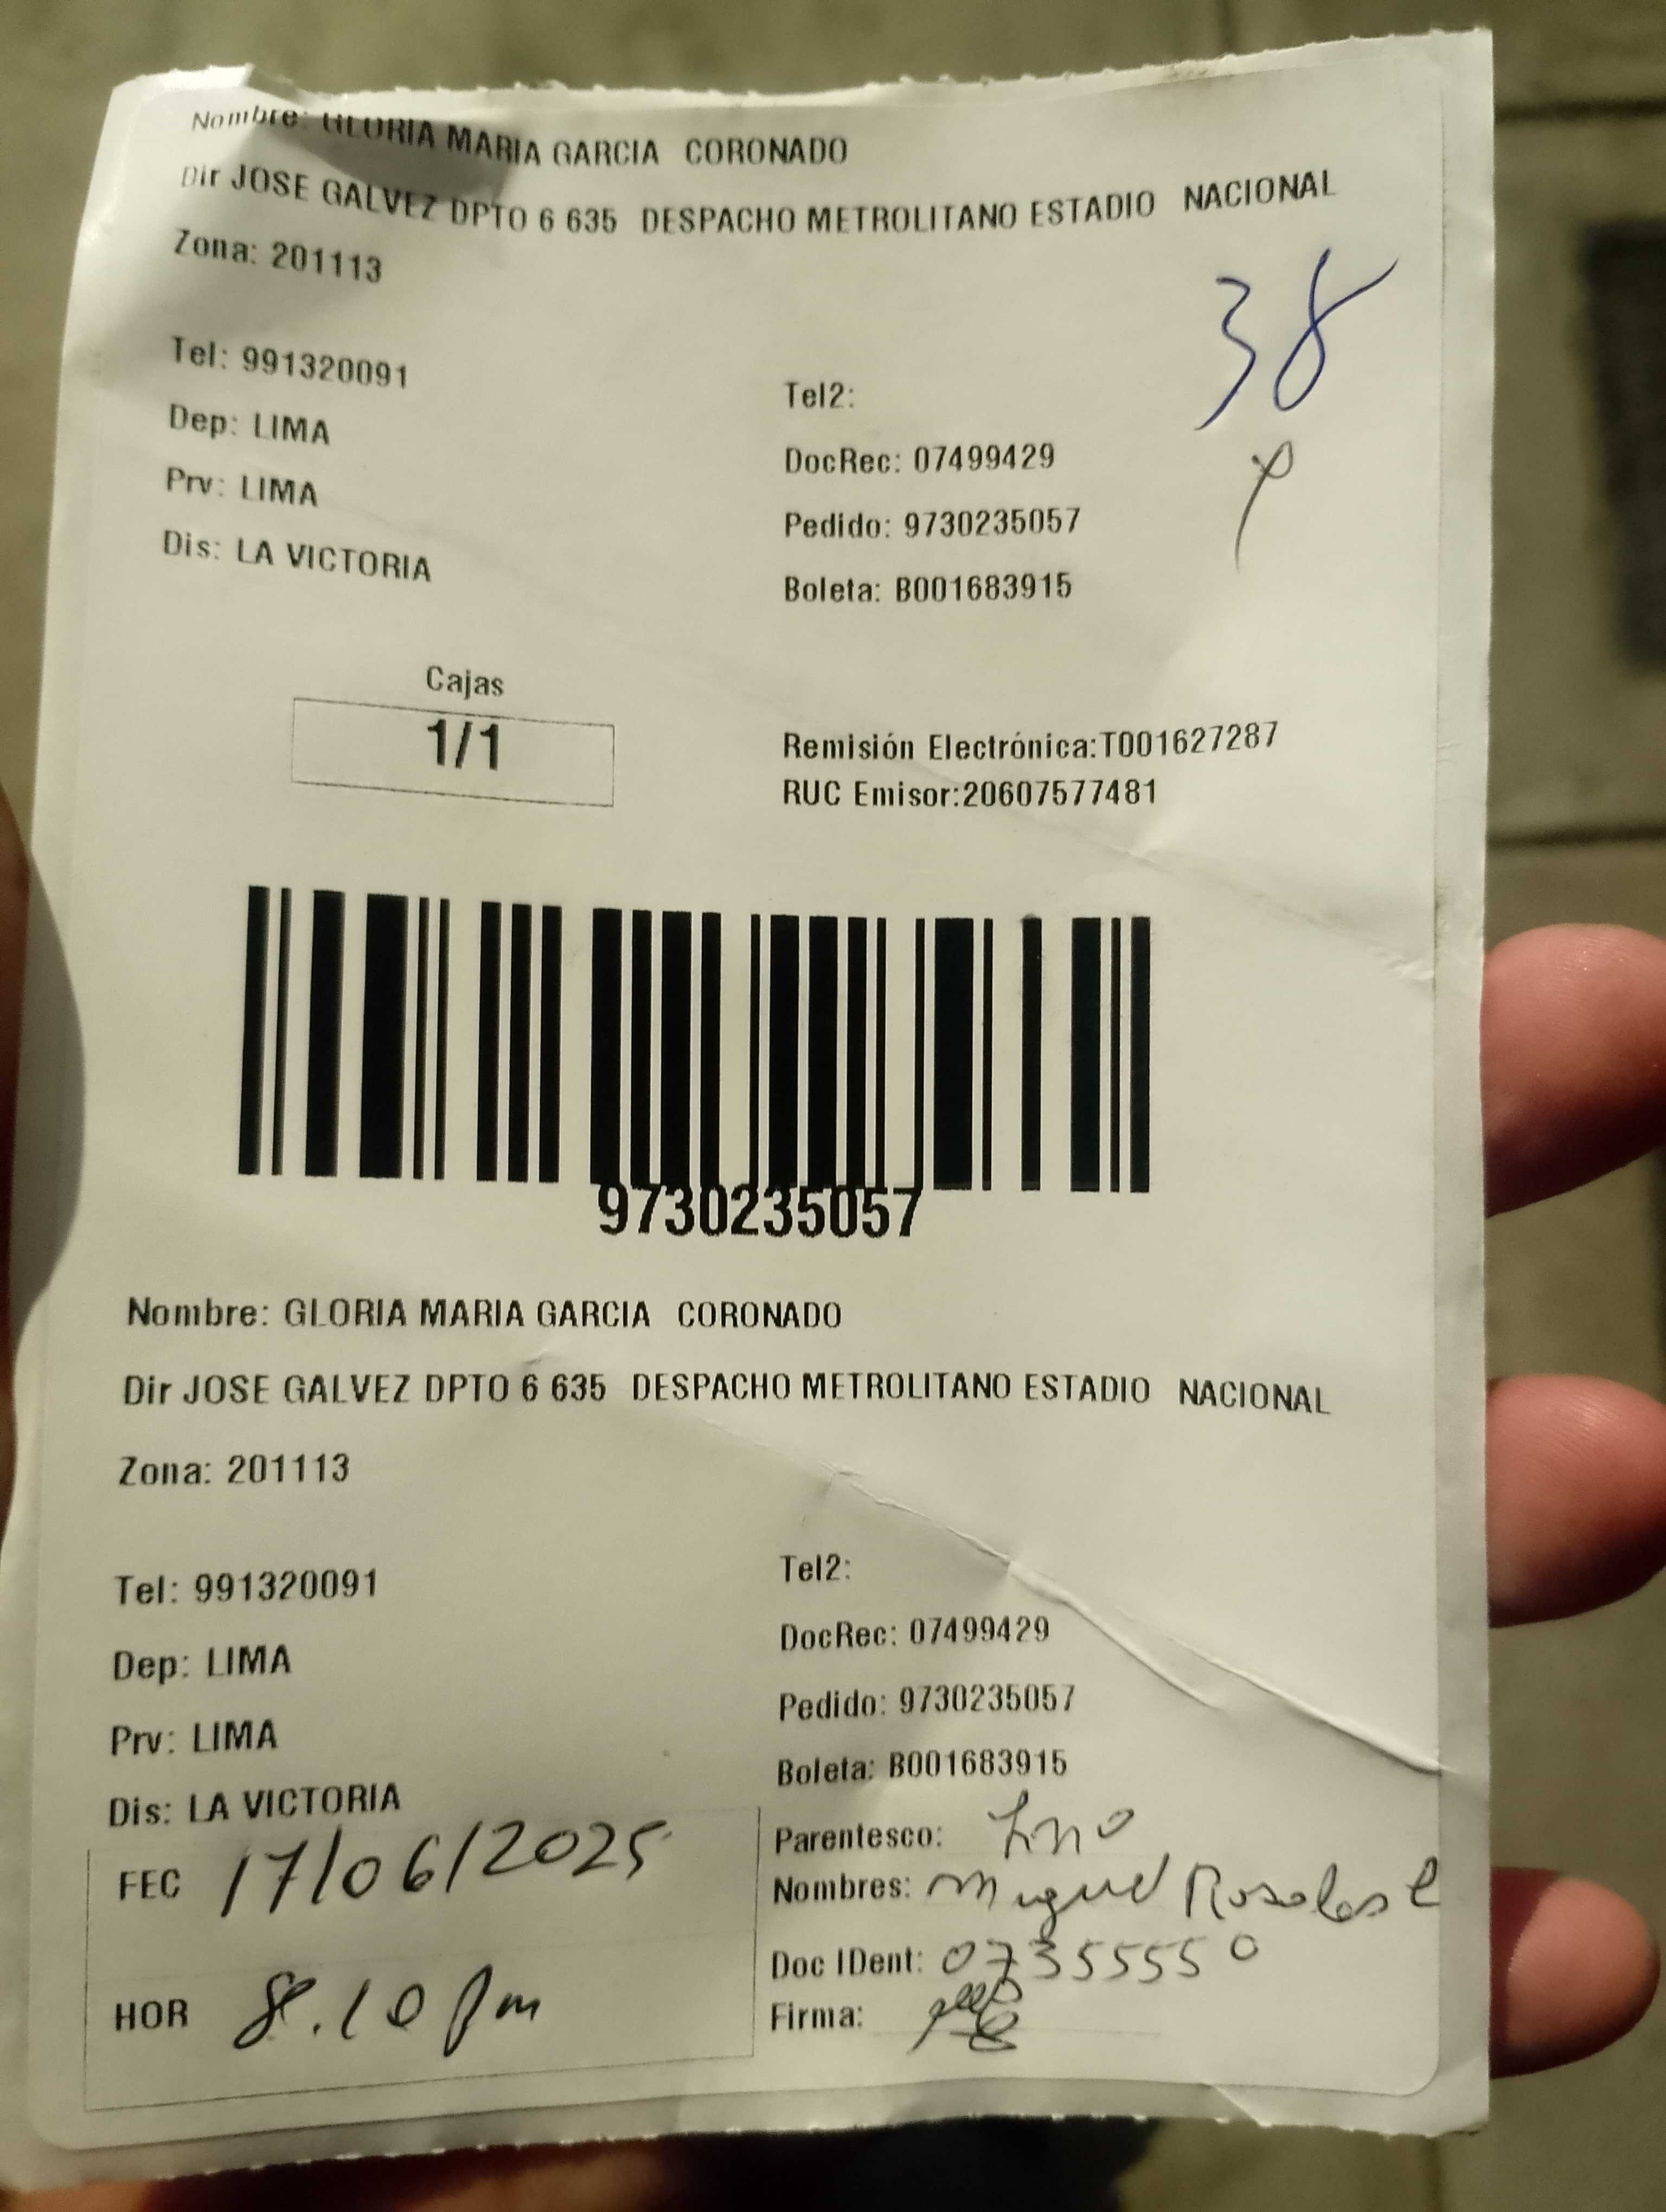 Nombre: GLORIA MARIA GARCIA CORONADO
Dir JOSE GALVEZ DPTO 6 635 DESPACHO METROLITANO ESTADIO NACIONAL
Zona: 201113
38
Tel: 991320091
Tel2:
Dep: LIMA
DocRec: 07499429
Prv: LIMA
Pedido: 9730235057
Dis: LA VICTORIA
Boleta: B001683915
Cajas
1/1
Remisión Electrónica:T001627287
RUC Emisor:20607577481
9730235057
Nombre: GLORIA MARIA GARCIA CORONADO
Dir JOSE GALVEZ DPTO 6 635 DESPACHO METROLITANO ESTADIO NACIONAL
Zona: 201113
Tel: 991320091
Tel2:
Dep: LIMA
DocRec: 07499429
Prv: LIMA
Pedido: 9730235057
Dis: LA VICTORIA
Boleta: B001683915
FEC 17/06/2025
Parentesco:
Nombres: Miguel Rosales
Doc IDent: 07355550
HOR 8.10 pm
Firma: